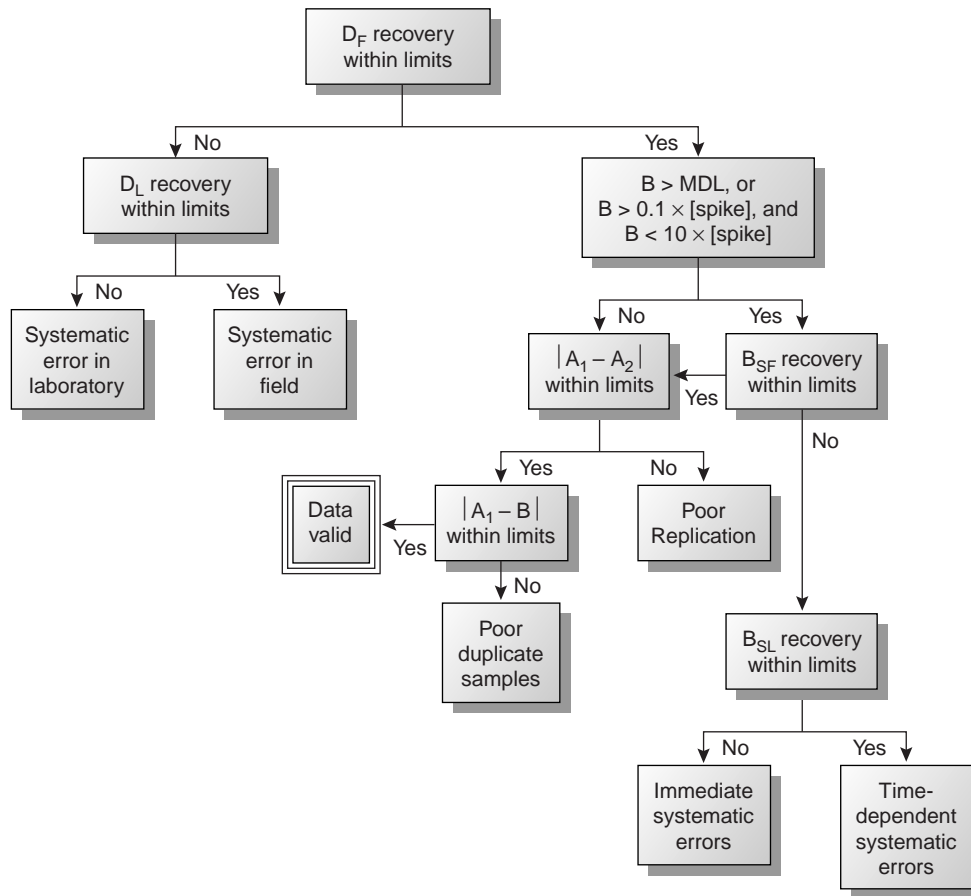 D_F recovery
within limits
No
Yes
D_L recovery
within limits
B > MDL, or
B > 0.1 × [spike], and
B < 10 × [spike]
No
Yes
No
Yes
Systematic
error in
laboratory
Systematic
error in
field
|A_1 – A_2|
within limits
Yes
B_SF recovery
within limits
Yes
No
No
Data
valid
Yes
|A_1 – B|
within limits
Poor
Replication
No
Poor
duplicate
samples
B_SL recovery
within limits
No
Yes
Immediate
systematic
errors
Time-
dependent
systematic
errors